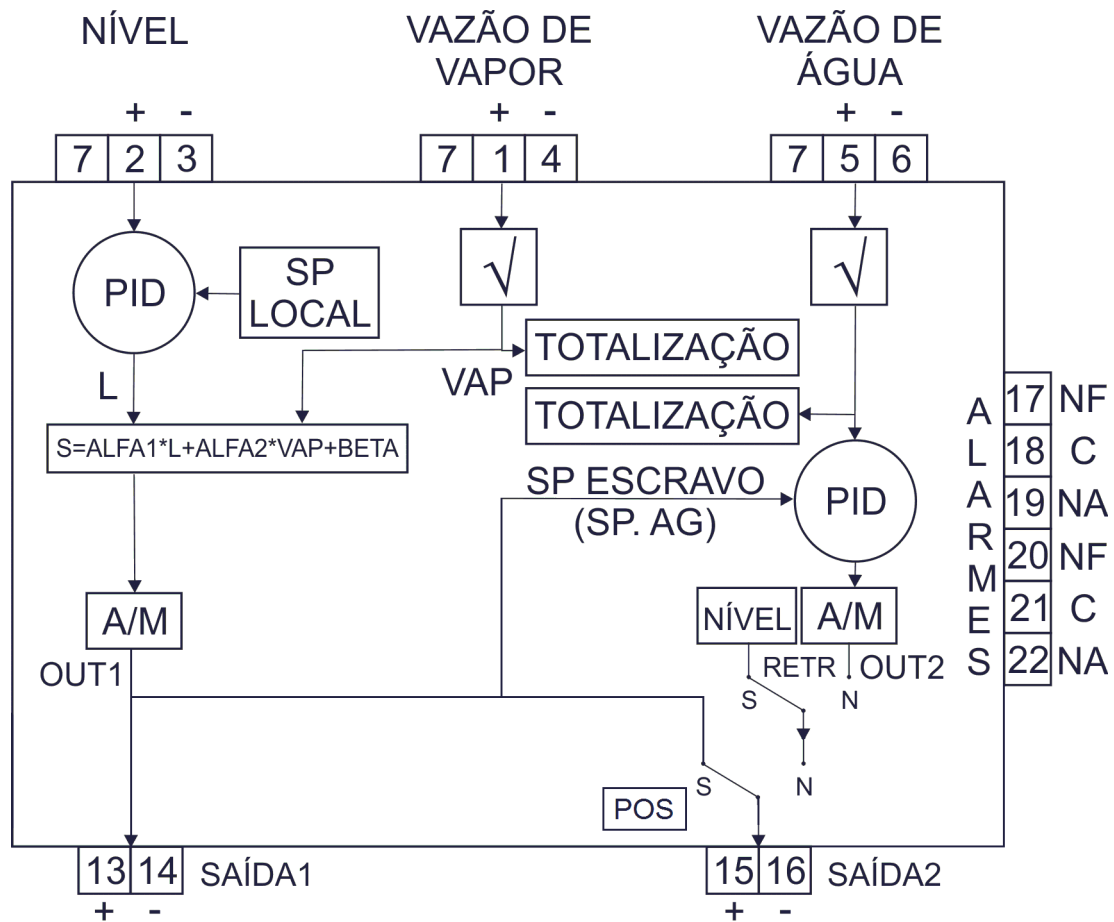 NÍVEL
VAZÃO DE
VAPOR
VAZÃO DE
ÁGUA
+ -
+ -
+ -
7 2 3
7 1 4
7 5 6
PID
SP
LOCAL
√
√
TOTALIZAÇÃO
L
VAP
TOTALIZAÇÃO
S=ALFA1*L+ALFA2*VAP+BETA
SP ESCRAVO
(SP. AG)
PID
A/M
OUT1
NÍVEL
A/M
RETR
OUT2
S
N
S
N
POS
ALARMES
17 NF
18 C
19 NA
20 NF
21 C
22 NA
13 14 SAÍDA1
+ -
15 16 SAÍDA2
+ -